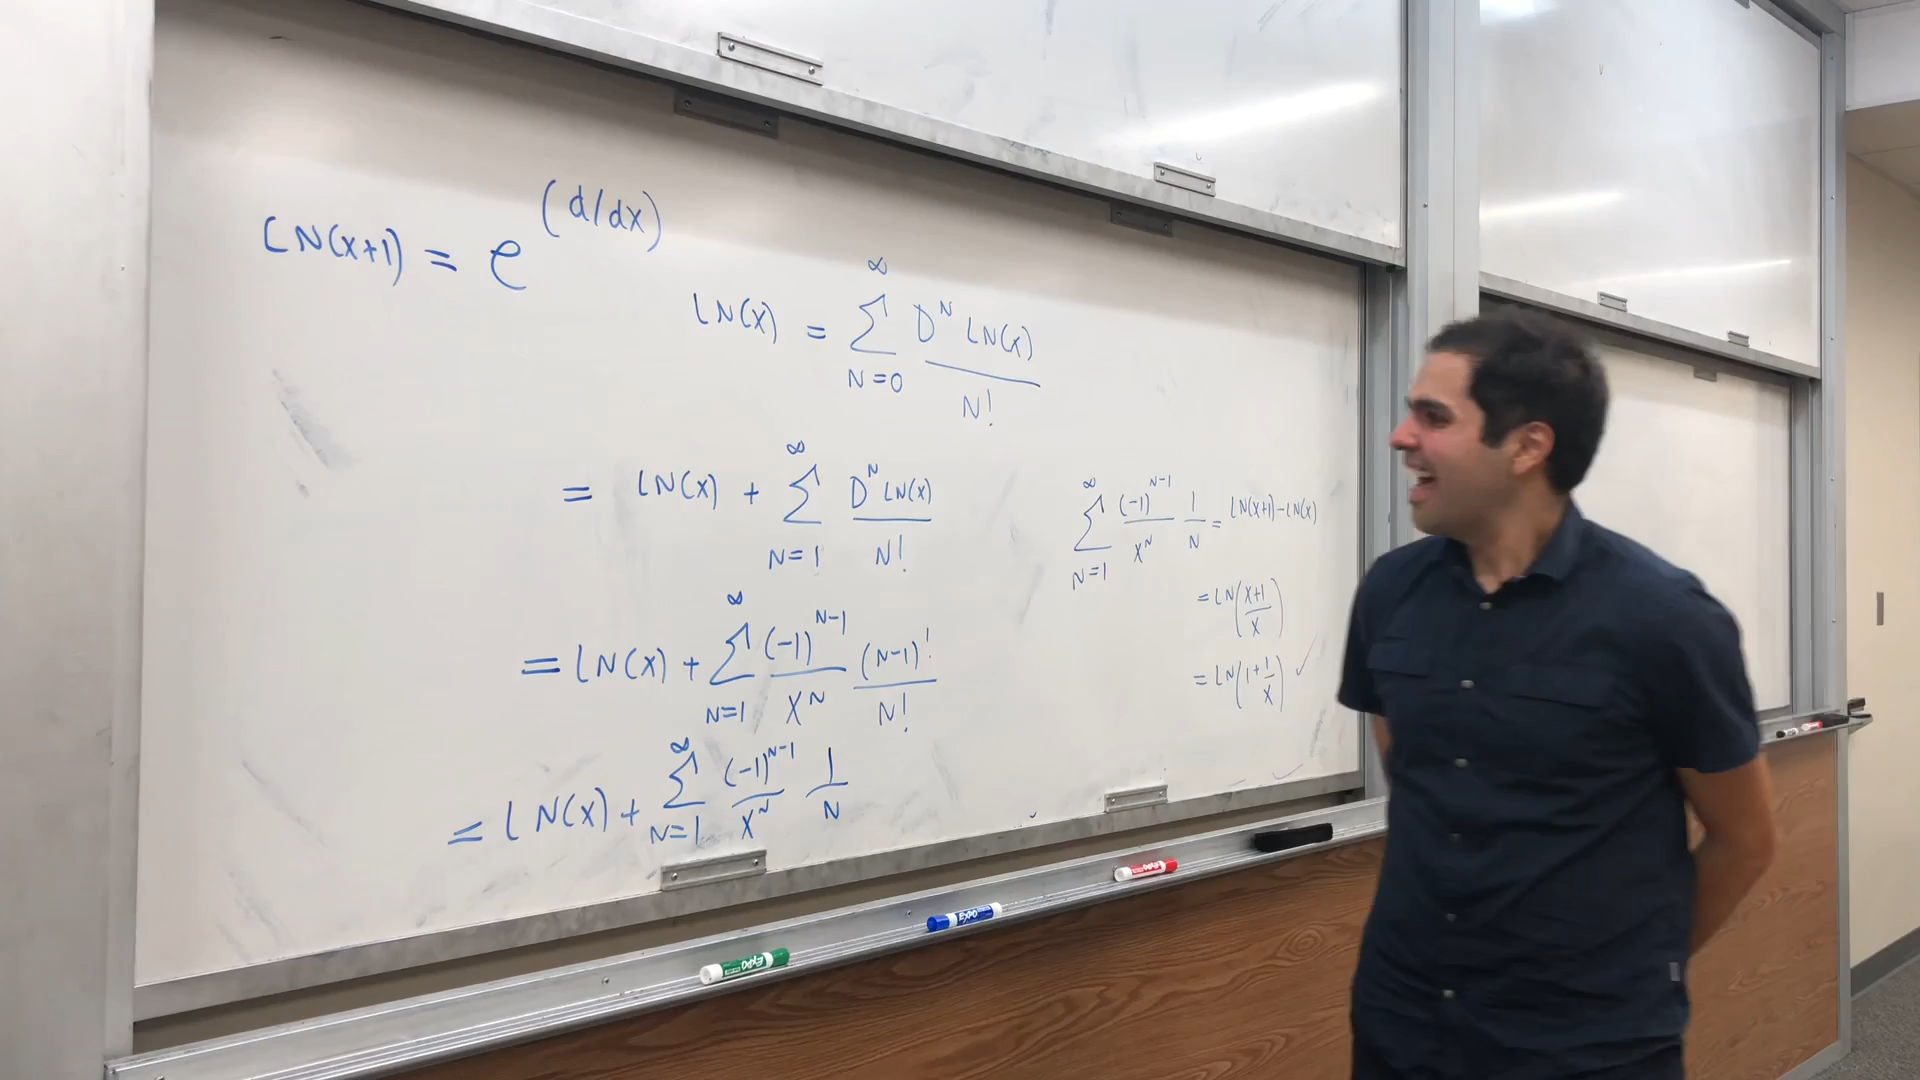 LN(x+1) = e^(d/dx) LN(x) = ∑_{N=0}^{∞} D^N LN(x) / N!
= LN(x) + ∑_{N=1}^{∞} D^N LN(x) / N!
= LN(x) + ∑_{N=1}^{∞} (-1)^{N-1} / x^N (N-1)! / N!
= LN(x) + ∑_{N=1}^{∞} (-1)^{N-1} / x^N 1 / N
∑_{N=1}^{∞} (-1)^{N-1} / x^N 1 / N = LN(x+1) - LN(x)
= LN(x+1 / x)
= LN(1 + 1/x) ✓
EXPO
EXPO
EXPO